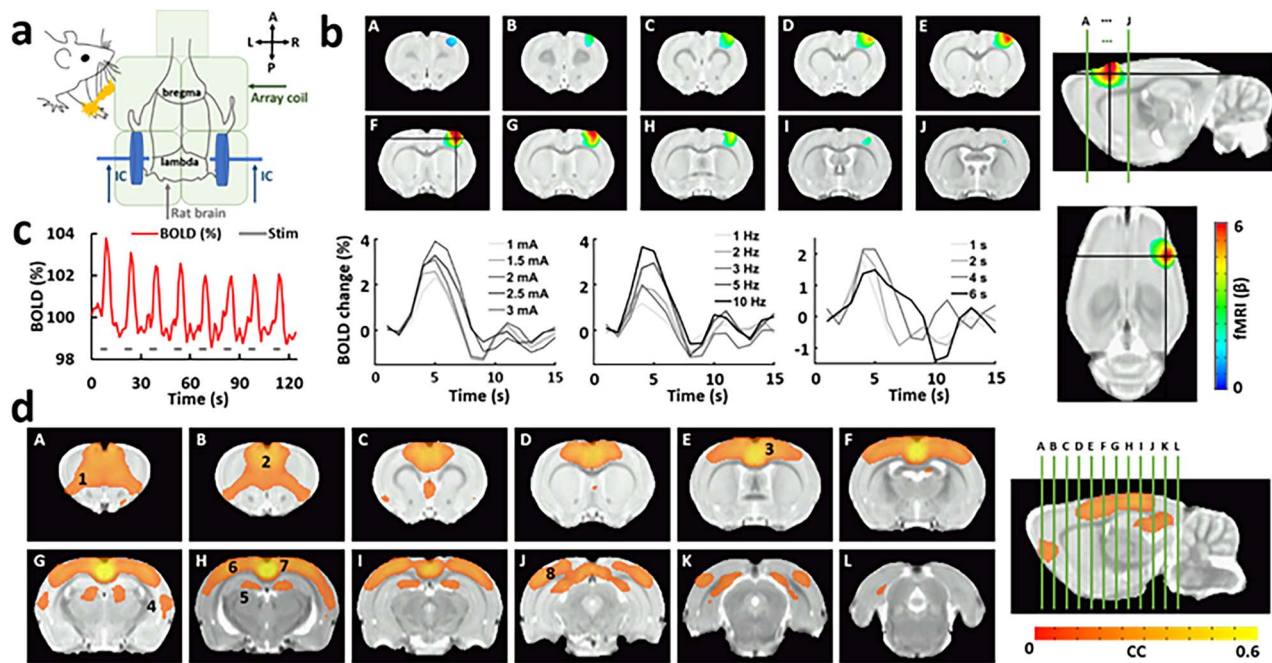 a
A
L R
P
bregma
Array coil
lambda
IC IC
Rat brain
b
A B C D E
F G H I J
A ... J
...
6
fMRI (β)
0
c
BOLD (%) Stim
104
102
100
98
BOLD (%)
0 30 60 90 120
Time (s)
BOLD change (%)
4
2
0
0 5 10 15
Time (s)
1 mA
1.5 mA
2 mA
2.5 mA
3 mA
4
2
0
0 5 10 15
Time (s)
1 Hz
2 Hz
3 Hz
5 Hz
10 Hz
2
1
0
-1
0 5 10 15
Time (s)
1 s
2 s
4 s
6 s
d
A B C D E F
1 2 3
G H I J K L
4 5 6 7 8
A B C D E F G H I J K L
0 CC 0.6